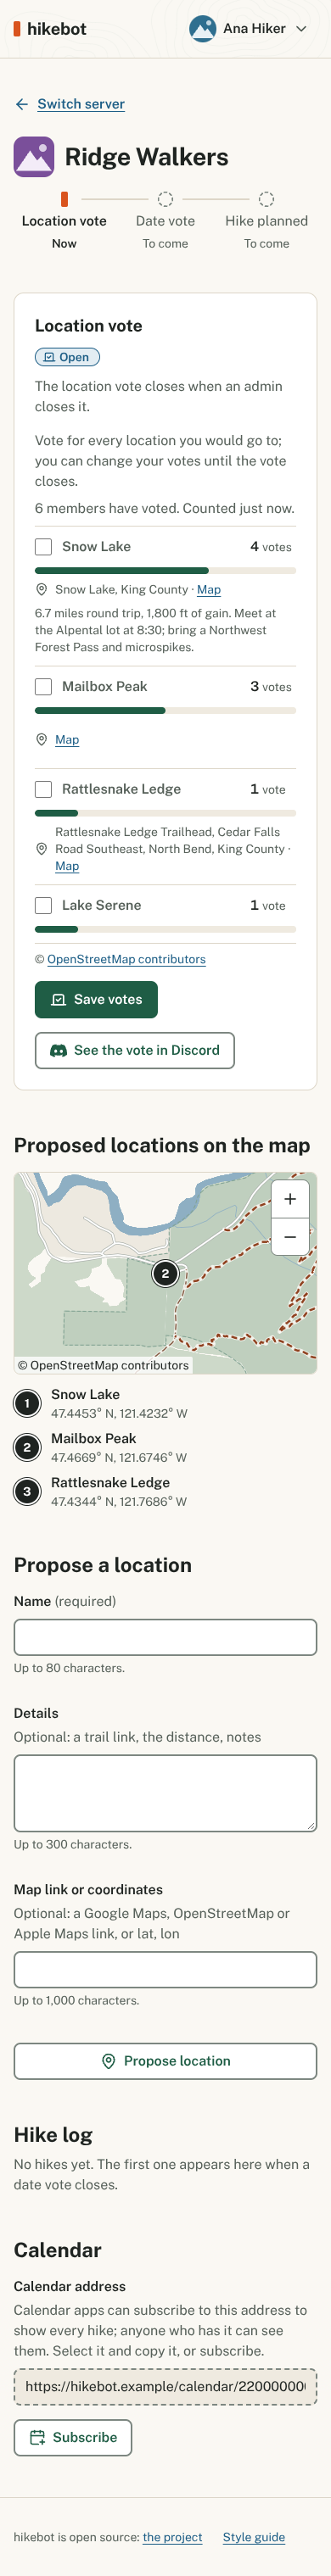 hikebot
Ana Hiker
Switch server
Ridge Walkers
Location vote
Now
Date vote
To come
Hike planned
To come
Location vote
Open
The location vote closes when an admin
closes it.
Vote for every location you would go to;
you can change your votes until the vote
closes.
6 members have voted. Counted just now.
Snow Lake 4 votes
Snow Lake, King County · Map
6.7 miles round trip, 1,800 ft of gain. Meet at
the Alpental lot at 8:30; bring a Northwest
Forest Pass and microspikes.
Mailbox Peak 3 votes
Map
Rattlesnake Ledge 1 vote
Rattlesnake Ledge Trailhead, Cedar Falls
Road Southeast, North Bend, King County ·
Map
Lake Serene 1 vote
© OpenStreetMap contributors
Save votes
See the vote in Discord
Proposed locations on the map
+
−
2
© OpenStreetMap contributors
1 Snow Lake
47.4453° N, 121.4232° W
2 Mailbox Peak
47.4669° N, 121.6746° W
3 Rattlesnake Ledge
47.4344° N, 121.7686° W
Propose a location
Name (required)
Up to 80 characters.
Details
Optional: a trail link, the distance, notes
Up to 300 characters.
Map link or coordinates
Optional: a Google Maps, OpenStreetMap or
Apple Maps link, or lat, lon
Up to 1,000 characters.
Propose location
Hike log
No hikes yet. The first one appears here when a
date vote closes.
Calendar
Calendar address
Calendar apps can subscribe to this address to
show every hike; anyone who has it can see
them. Select it and copy it, or subscribe.
https://hikebot.example/calendar/220000000
Subscribe
hikebot is open source: the project
Style guide